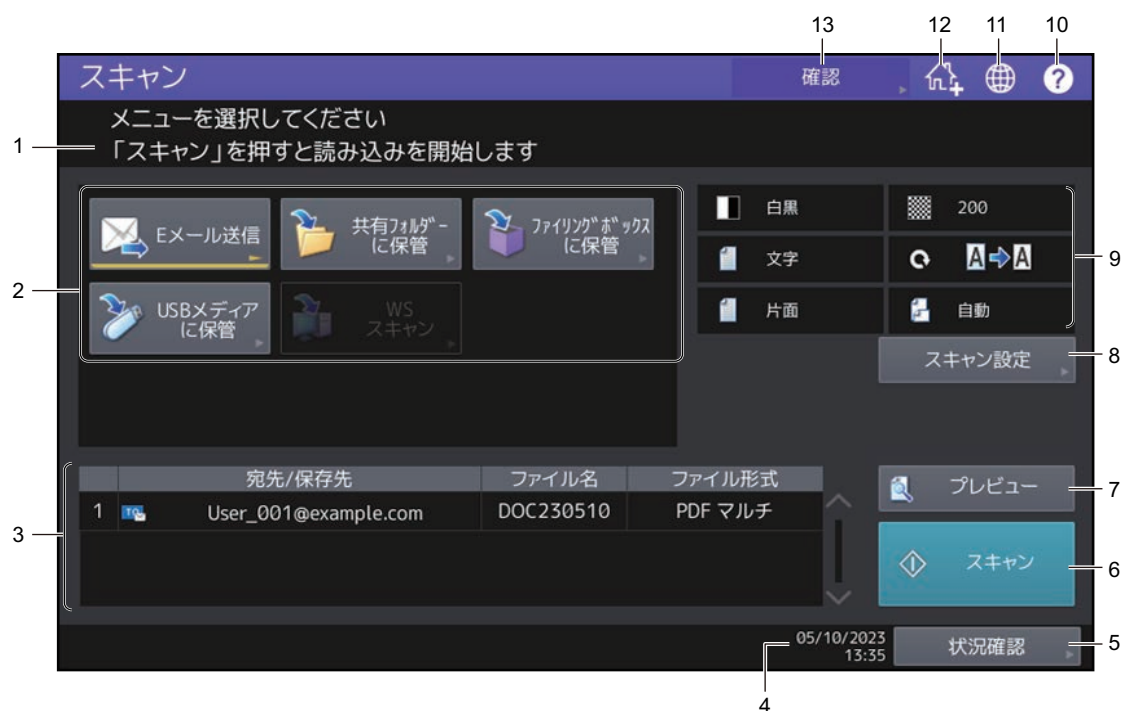 13
12
11
10
スキャン
確認
?
メニューを選択してください
1
「スキャン」を押すと読み込みを開始します
Eメール送信
共有ﾌｫﾙﾀﾞｰ
に保管
ﾌｧｲﾘﾝｸﾞﾎﾞｯｸｽ
に保管
2
USBメディア
に保管
WS
スキャン
白黒
200
文字
A A
9
片面
自動
スキャン設定
8
宛先/保存先
ファイル名
ファイル形式
1
TO
User_001@example.com
DOC230510
PDF マルチ
3
プレビュー
7
スキャン
6
05/10/2023
13:35
状況確認
5
4